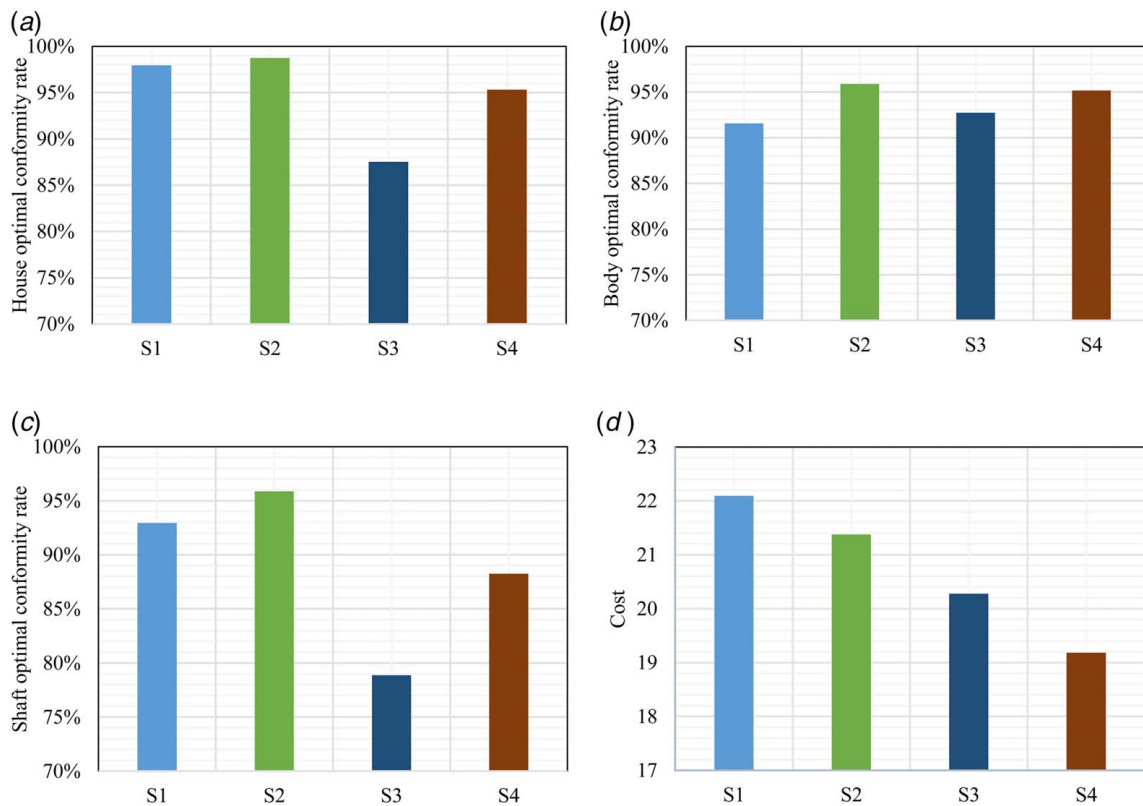 (a)
House optimal conformity rate
100%
95%
90%
85%
80%
75%
70%
S1 S2 S3 S4
(b)
Body optimal conformity rate
100%
95%
90%
85%
80%
75%
70%
S1 S2 S3 S4
(c)
Shaft optimal conformity rate
100%
95%
90%
85%
80%
75%
70%
S1 S2 S3 S4
(d)
Cost
23
22
21
20
19
18
17
S1 S2 S3 S4